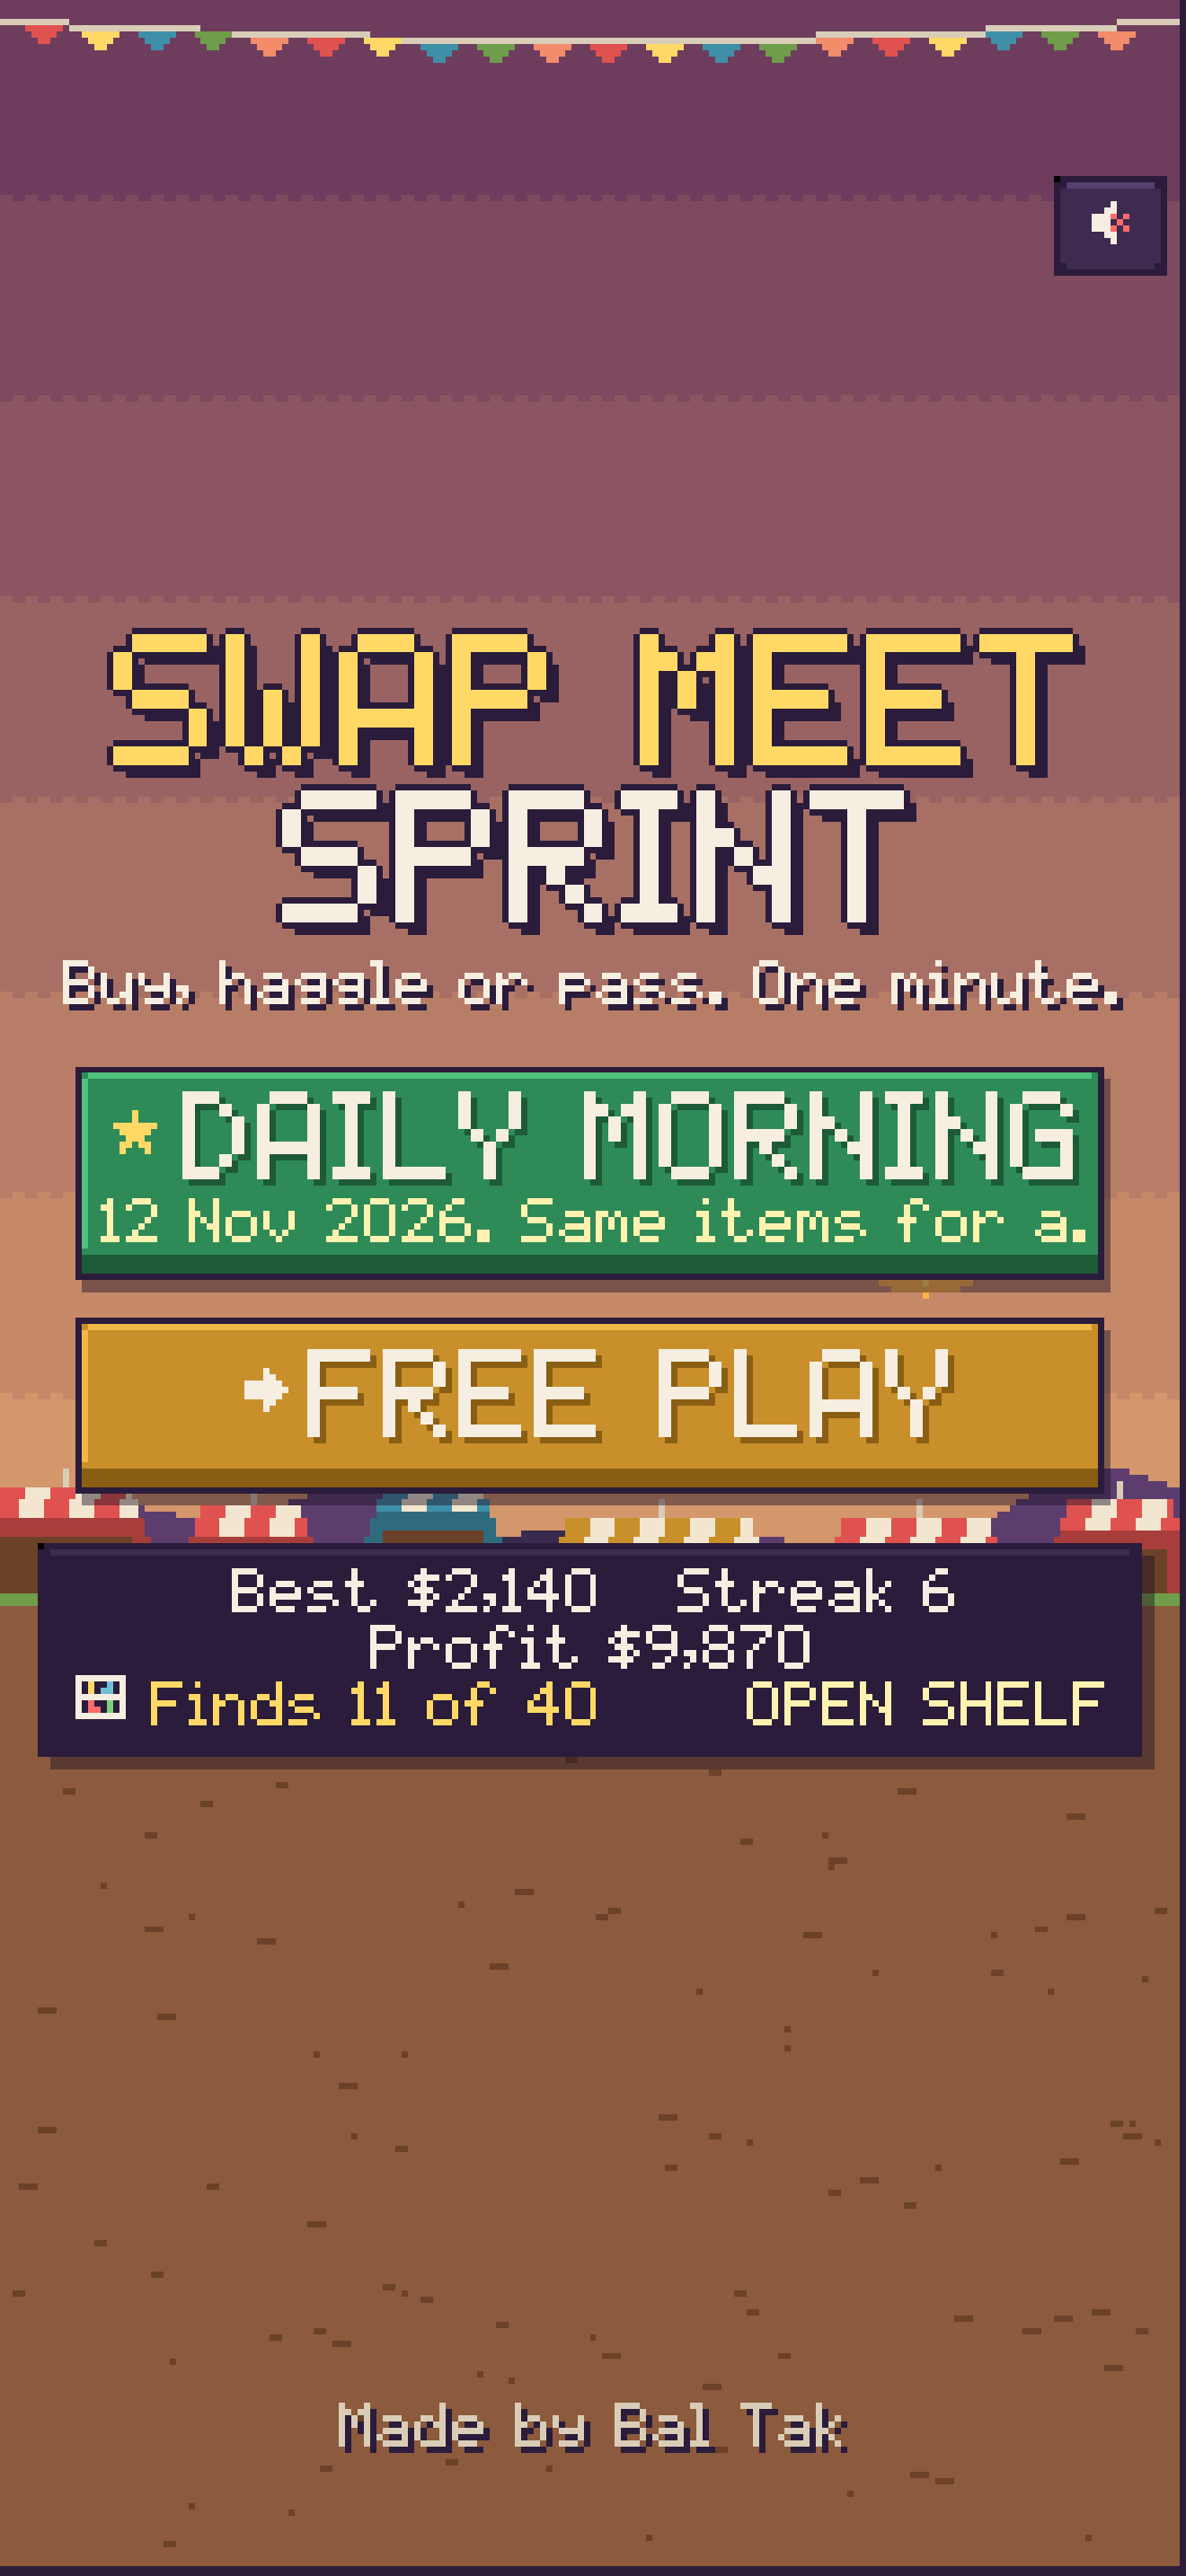 SWAP MEET
SPRINT
Buy, haggle or pass. One minute.
DAILY MORNING
12 Nov 2026. Same items for a.
FREE PLAY
Best $2,140 Streak 6
Profit $9,870
Finds 11 of 40 OPEN SHELF
Made by Bal Tak